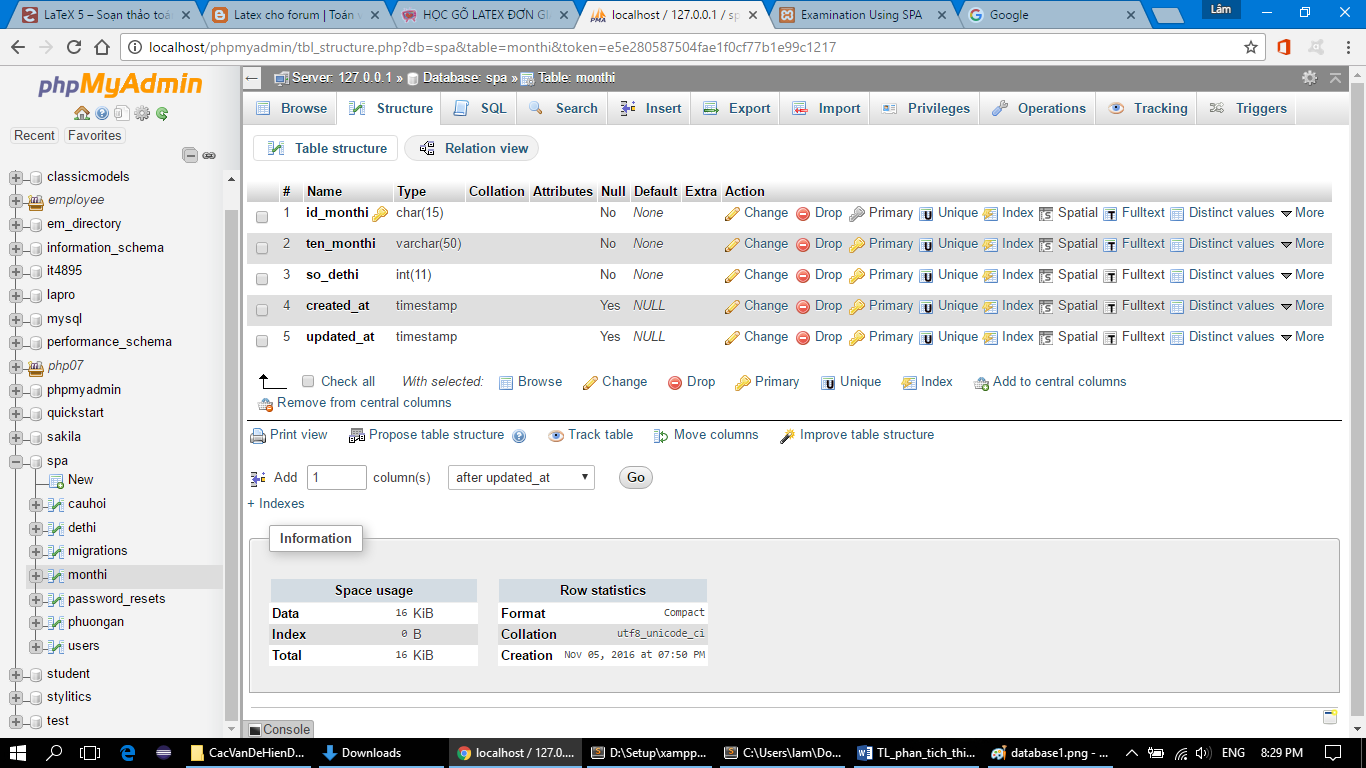 LaTeX 5 – Soạn thảo toán
Latex cho forum | Toán v
HỌC GÕ LATEX ĐƠN GI
localhost / 127.0.0.1 / sp
Examination Using SPA
Google
Lâm
localhost/phpmyadmin/tbl_structure.php?db=spa&table=monthi&token=e5e280587504fae1f0cf77b1e99c1217
phpMyAdmin
Recent Favorites
classicmodels
employee
em_directory
information_schema
it4895
lapro
mysql
performance_schema
php07
phpmyadmin
quickstart
sakila
spa
New
cauhoi
dethi
migrations
monthi
password_resets
phuongan
users
student
stylitics
test
Server: 127.0.0.1 » Database: spa » Table: monthi
Browse Structure SQL Search Insert Export Import Privileges Operations Tracking Triggers
Table structure Relation view
# Name Type Collation Attributes Null Default Extra Action
1 id_monthi char(15) No None Change Drop Primary Unique Index Spatial Fulltext Distinct values More
2 ten_monthi varchar(50) No None Change Drop Primary Unique Index Spatial Fulltext Distinct values More
3 so_dethi int(11) No None Change Drop Primary Unique Index Spatial Fulltext Distinct values More
4 created_at timestamp Yes NULL Change Drop Primary Unique Index Spatial Fulltext Distinct values More
5 updated_at timestamp Yes NULL Change Drop Primary Unique Index Spatial Fulltext Distinct values More
Check all With selected: Browse Change Drop Primary Unique Index Add to central columns
Remove from central columns
Print view Propose table structure Track table Move columns Improve table structure
Add 1 column(s) after updated_at Go
+ Indexes
Information
Space usage
Data 16 KiB
Index 0 B
Total 16 KiB
Row statistics
Format Compact
Collation utf8_unicode_ci
Creation Nov 05, 2016 at 07:50 PM
Console
CacVanDeHienD...
Downloads
localhost / 127.0....
D:\Setup\xampp...
C:\Users\lam\Do...
TL_phan_tich_thi...
database1.png - ...
ENG 8:29 PM